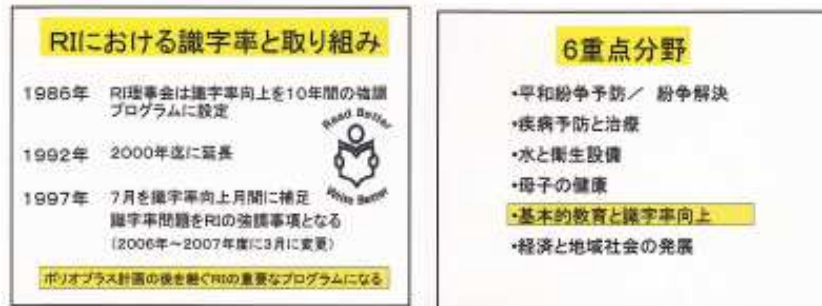 RIにおける識字率と取り組み
1986年 RI理事会は識字率向上を10年間の強調
プログラムに設定
1992年 2000年迄に延長
1997年 7月を識字率向上月間に補足
識字率問題をRIの強調事項となる
(2006年～2007年度に3月に変更)
Read Better
Write Better
ポリオプラス計画の後を継ぐRIの重要なプログラムになる
6重点分野
・平和紛争予防／ 紛争解決
・疾病予防と治療
・水と衛生設備
・母子の健康
・基本的教育と識字率向上
・経済と地域社会の発展